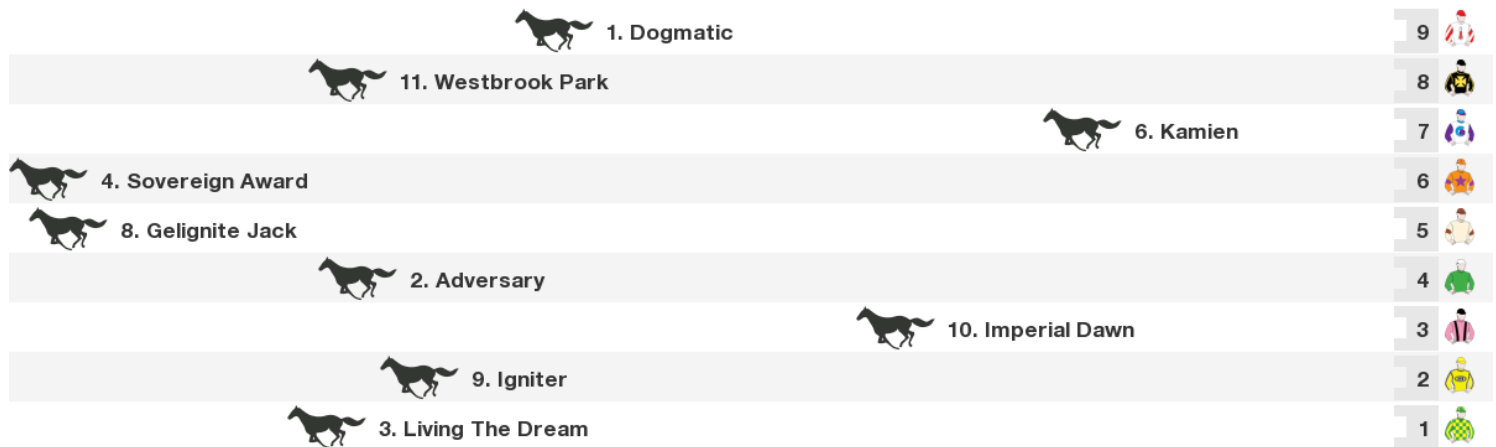 1. Dogmatic 9
11. Westbrook Park 8
6. Kamien 7
4. Sovereign Award 6
8. Gelignite Jack 5
2. Adversary 4
10. Imperial Dawn 3
9. Igniter 2
3. Living The Dream 1